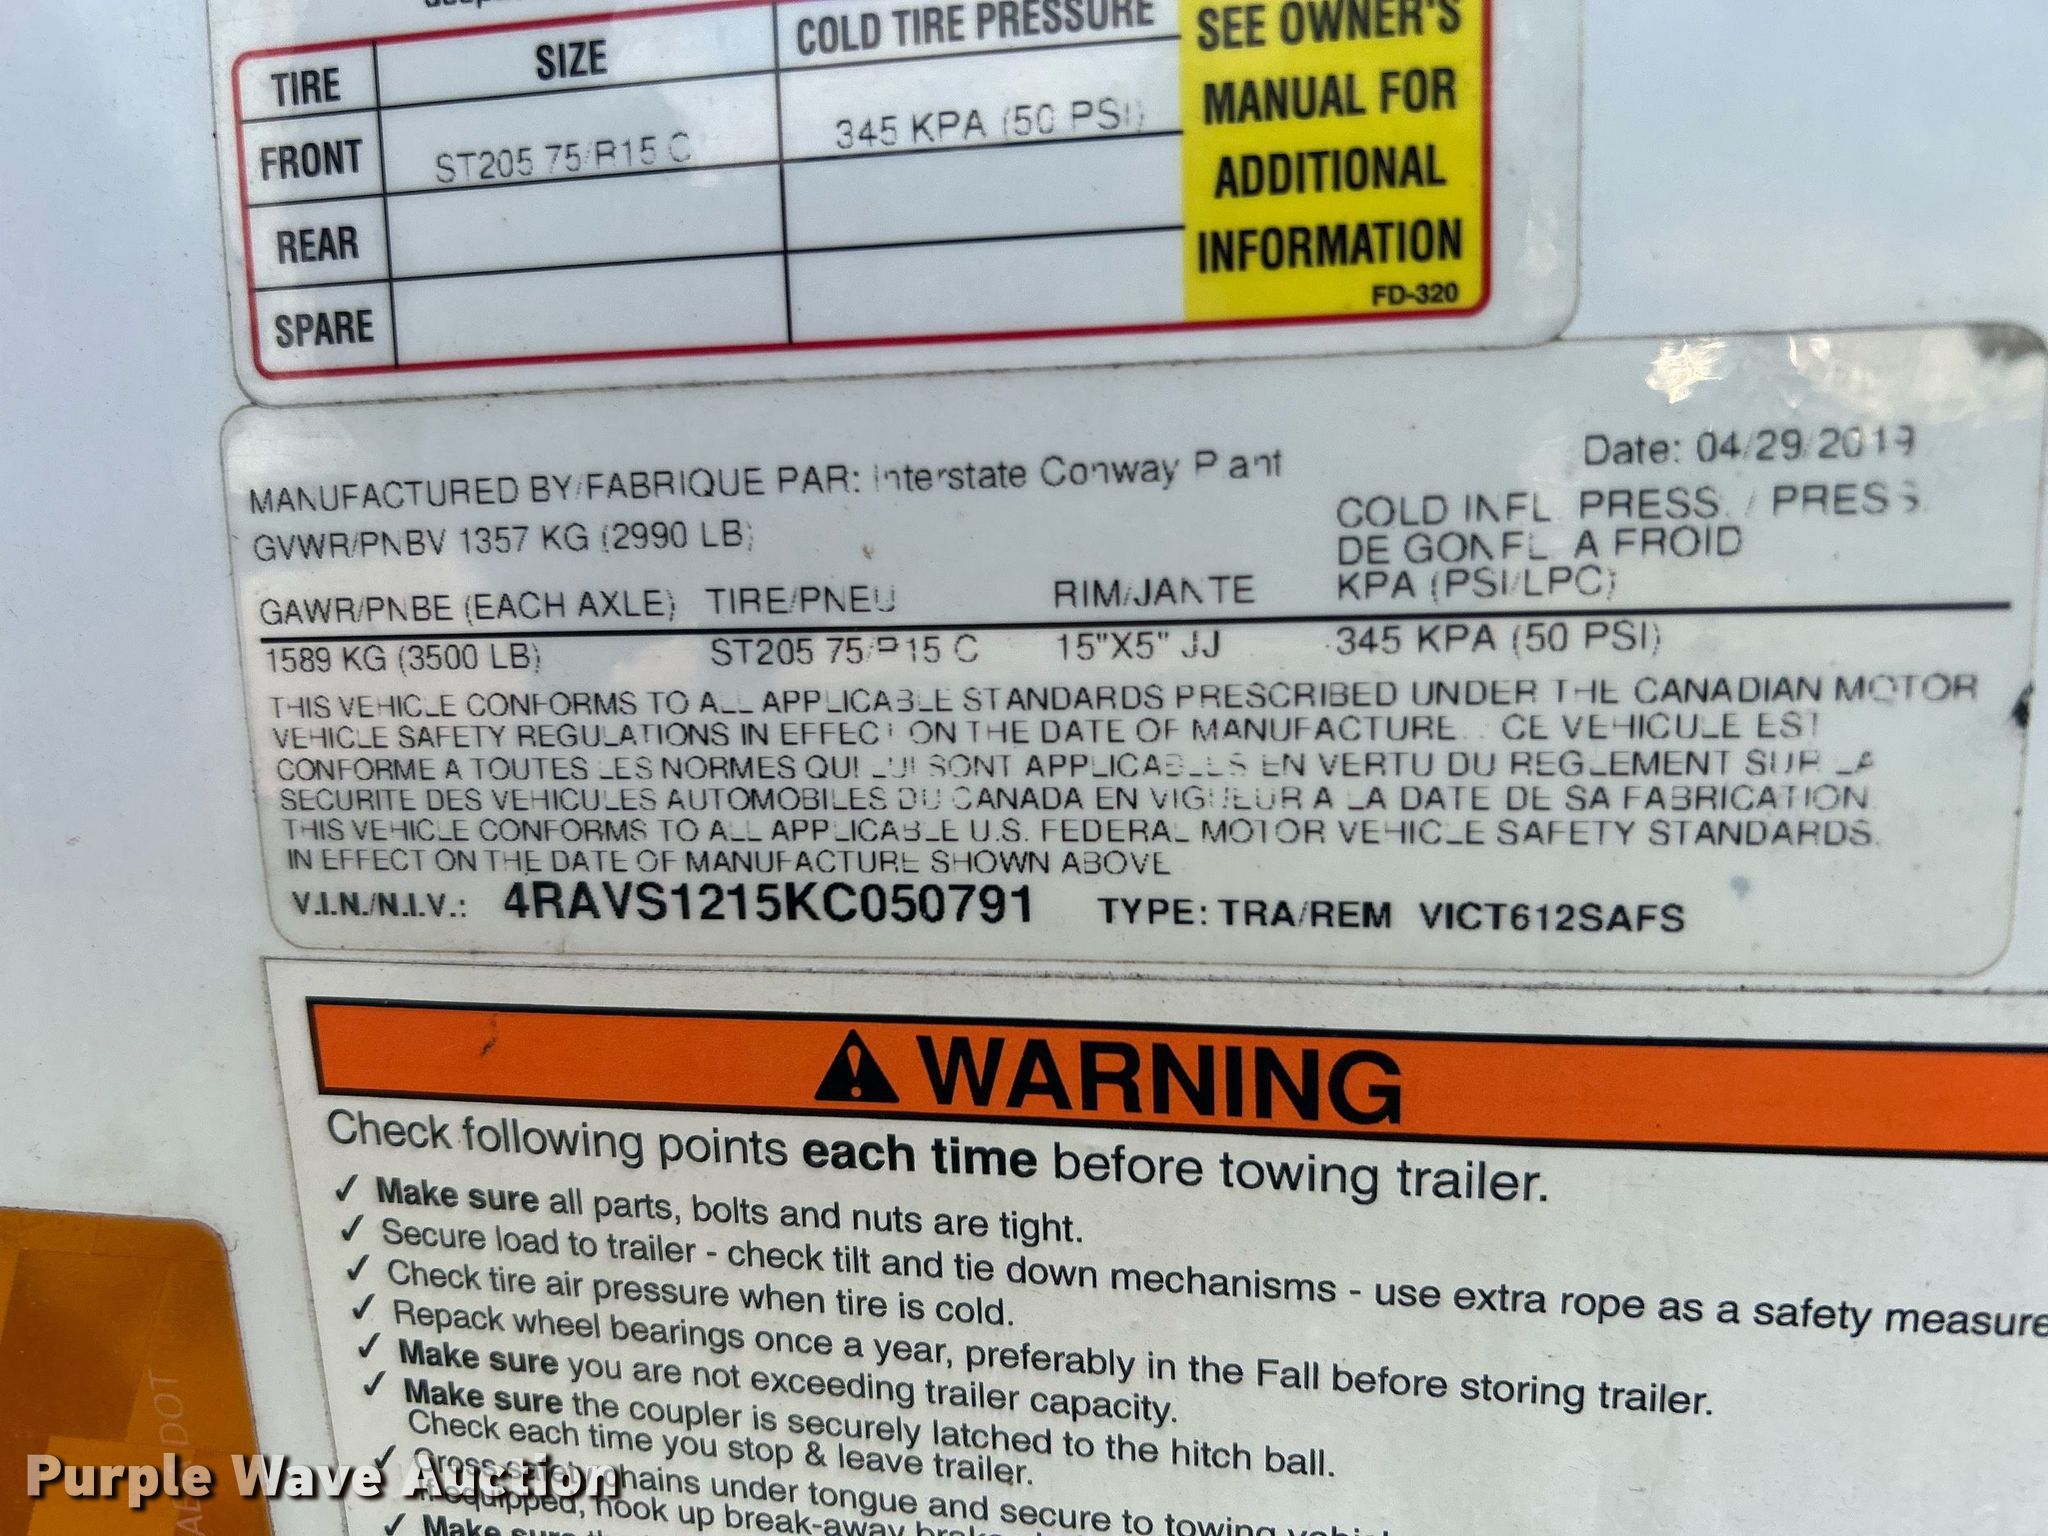 TIRE SIZE COLD TIRE PRESSURE
FRONT ST205 75/R15 C 345 KPA (50 PSI)
REAR
SPARE
SEE OWNER'S
MANUAL FOR
ADDITIONAL
INFORMATION
FD-320
MANUFACTURED BY/FABRIQUE PAR: Interstate Conway Plant
Date: 04/29/2019
GVWR/PNBV 1357 KG (2990 LB)
COLD INFL. PRESS. / PRESS.
DE GONFL. A FROID
GAWR/PNBE (EACH AXLE) TIRE/PNEU RIM/JANTE KPA (PSI/LPC)
1589 KG (3500 LB) ST205 75/R15 C 15"X5" JJ 345 KPA (50 PSI)
THIS VEHICLE CONFORMS TO ALL APPLICABLE STANDARDS PRESCRIBED UNDER THE CANADIAN MOTOR
VEHICLE SAFETY REGULATIONS IN EFFECT ON THE DATE OF MANUFACTURE. CE VEHICULE EST
CONFORME A TOUTES LES NORMES QUI LUI SONT APPLICABLES EN VERTU DU REGLEMENT SUR LA
SECURITE DES VEHICULES AUTOMOBILES DU CANADA EN VIGUEUR A LA DATE DE SA FABRICATION.
THIS VEHICLE CONFORMS TO ALL APPLICABLE U.S. FEDERAL MOTOR VEHICLE SAFETY STANDARDS.
IN EFFECT ON THE DATE OF MANUFACTURE SHOWN ABOVE
V.I.N./N.I.V.: 4RAVS1215KC050791 TYPE: TRA/REM VICT612SAFS
WARNING
Check following points each time before towing trailer.
✓ Make sure all parts, bolts and nuts are tight.
✓ Secure load to trailer - check tilt and tie down mechanisms - use extra rope as a safety measure
✓ Check tire air pressure when tire is cold.
✓ Repack wheel bearings once a year, preferably in the Fall before storing trailer.
✓ Make sure you are not exceeding trailer capacity.
✓ Make sure the coupler is securely latched to the hitch ball.
Check each time you stop & leave trailer.
✓ Cross safety chains under tongue and secure to towing
If equipped, hook up break-away
✓ Make sure
DOT
Purple Wave Auction